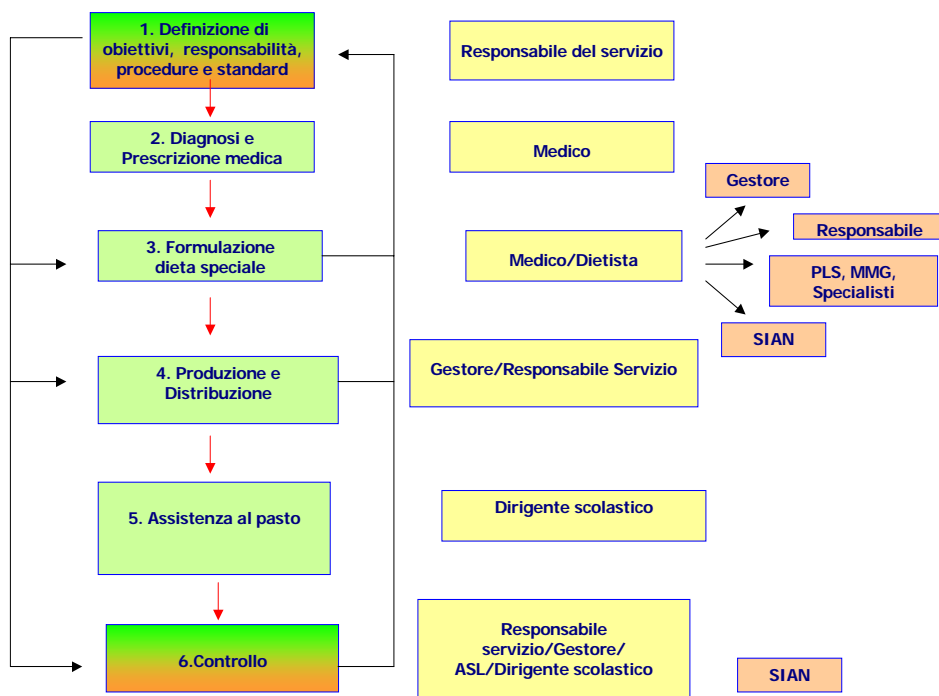 1. Definizione di
obiettivi, responsabilità,
procedure e standard
Responsabile del servizio
2. Diagnosi e
Prescrizione medica
Medico
Gestore
Responsabile
3. Formulazione
dieta speciale
Medico/Dietista
PLS, MMG,
Specialisti
SIAN
4. Produzione e
Distribuzione
Gestore/Responsabile Servizio
5. Assistenza al pasto
Dirigente scolastico
6.Controllo
Responsabile
servizio/Gestore/
ASL/Dirigente scolastico
SIAN